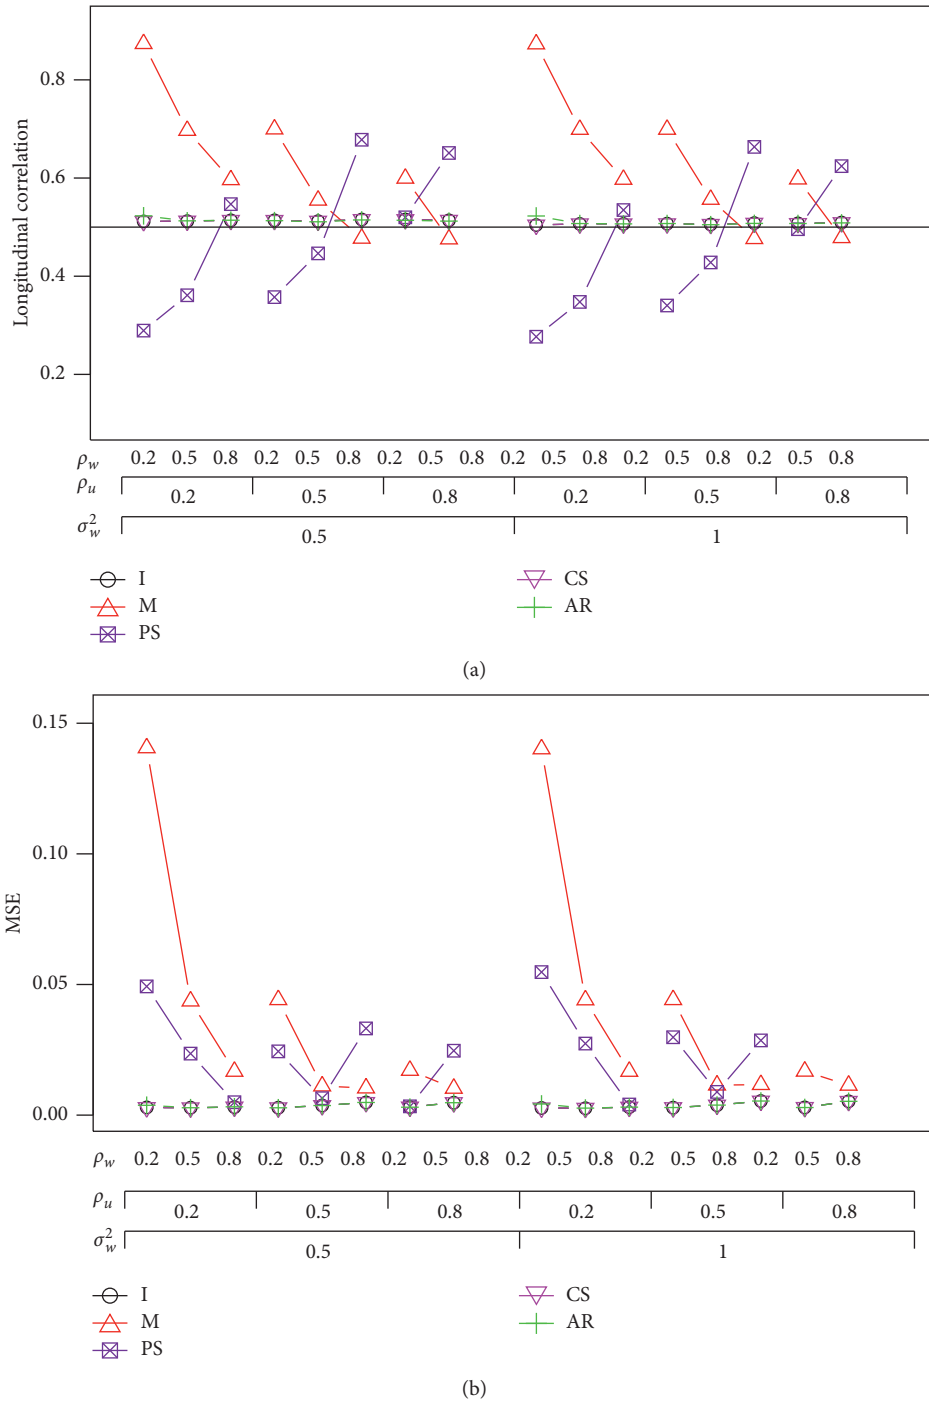 0.8
0.6
0.4
0.2
Longitudinal correlation
ρw 0.2 0.5 0.8 0.2 0.5 0.8 0.2 0.5 0.8 0.2 0.5 0.8 0.2 0.5 0.8 0.2 0.5 0.8
ρu 0.2 0.5 0.8 0.2 0.5 0.8
σ²w 0.5 1
I CS
M AR
PS
(a)
0.15
0.10
0.05
0.00
MSE
ρw 0.2 0.5 0.8 0.2 0.5 0.8 0.2 0.5 0.8 0.2 0.5 0.8 0.2 0.5 0.8 0.2 0.5 0.8
ρu 0.2 0.5 0.8 0.2 0.5 0.8
σ²w 0.5 1
I CS
M AR
PS
(b)